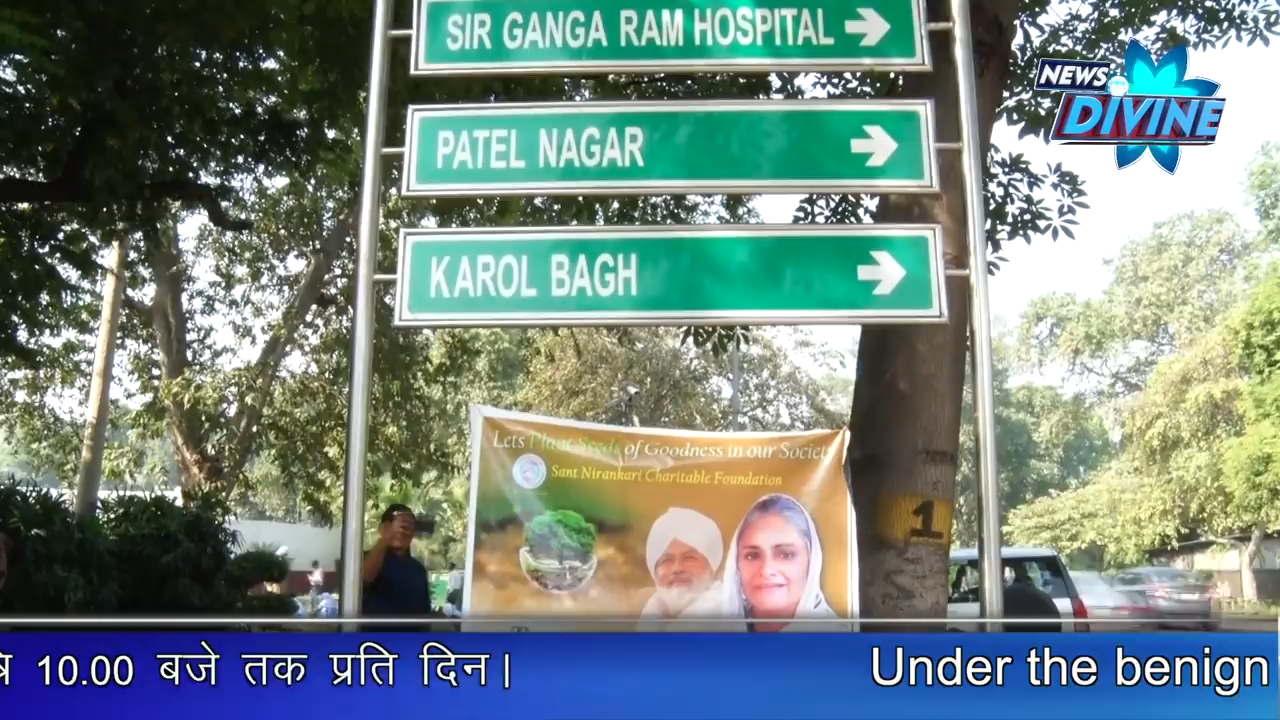 SIR GANGA RAM HOSPITAL
NEWS
DIVINE
PATEL NAGAR
KAROL BAGH
Lets Plant Seeds of Goodness in our Society
Sant Nirankari Charitable Foundation
1
10.00 बजे तक प्रति दिन।
Under the benign